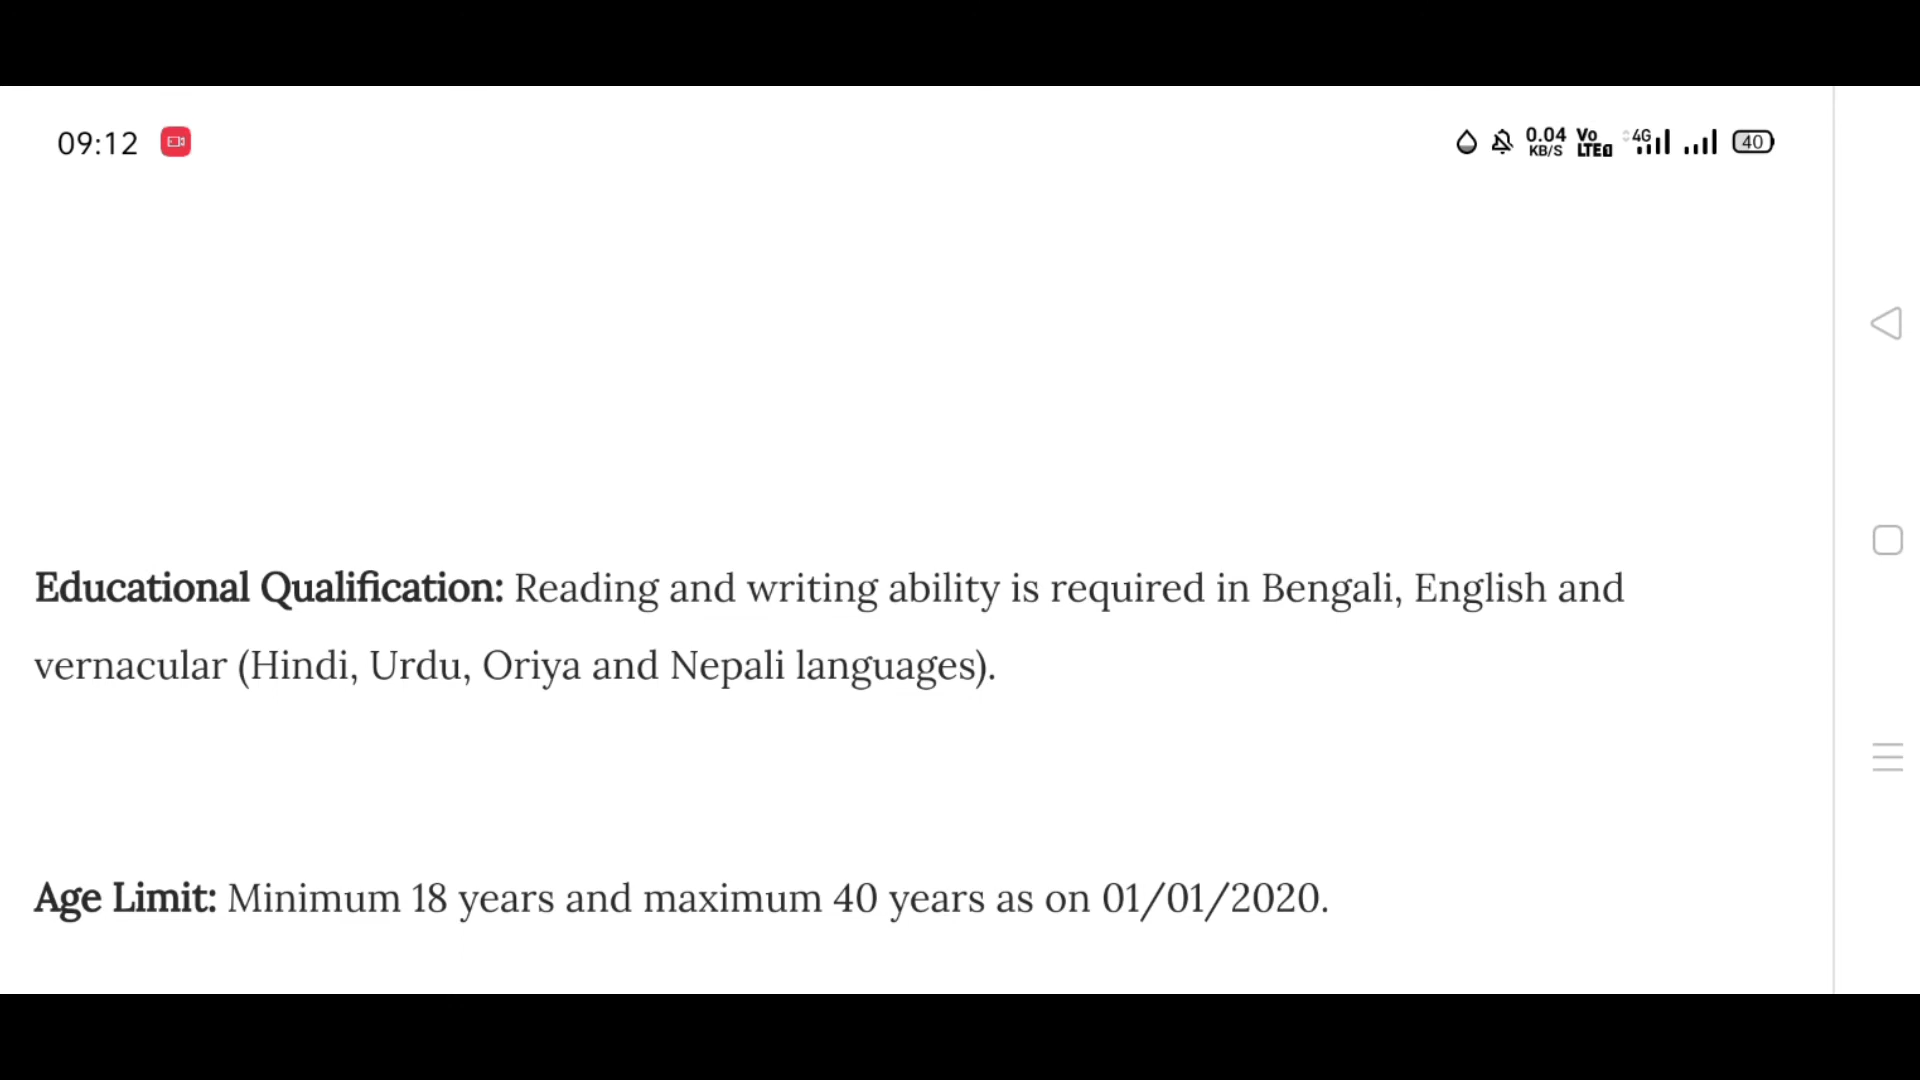 09:12
0.04 KB/S Vo LTE 4G 40
Educational Qualification: Reading and writing ability is required in Bengali, English and
vernacular (Hindi, Urdu, Oriya and Nepali languages).
Age Limit: Minimum 18 years and maximum 40 years as on 01/01/2020.